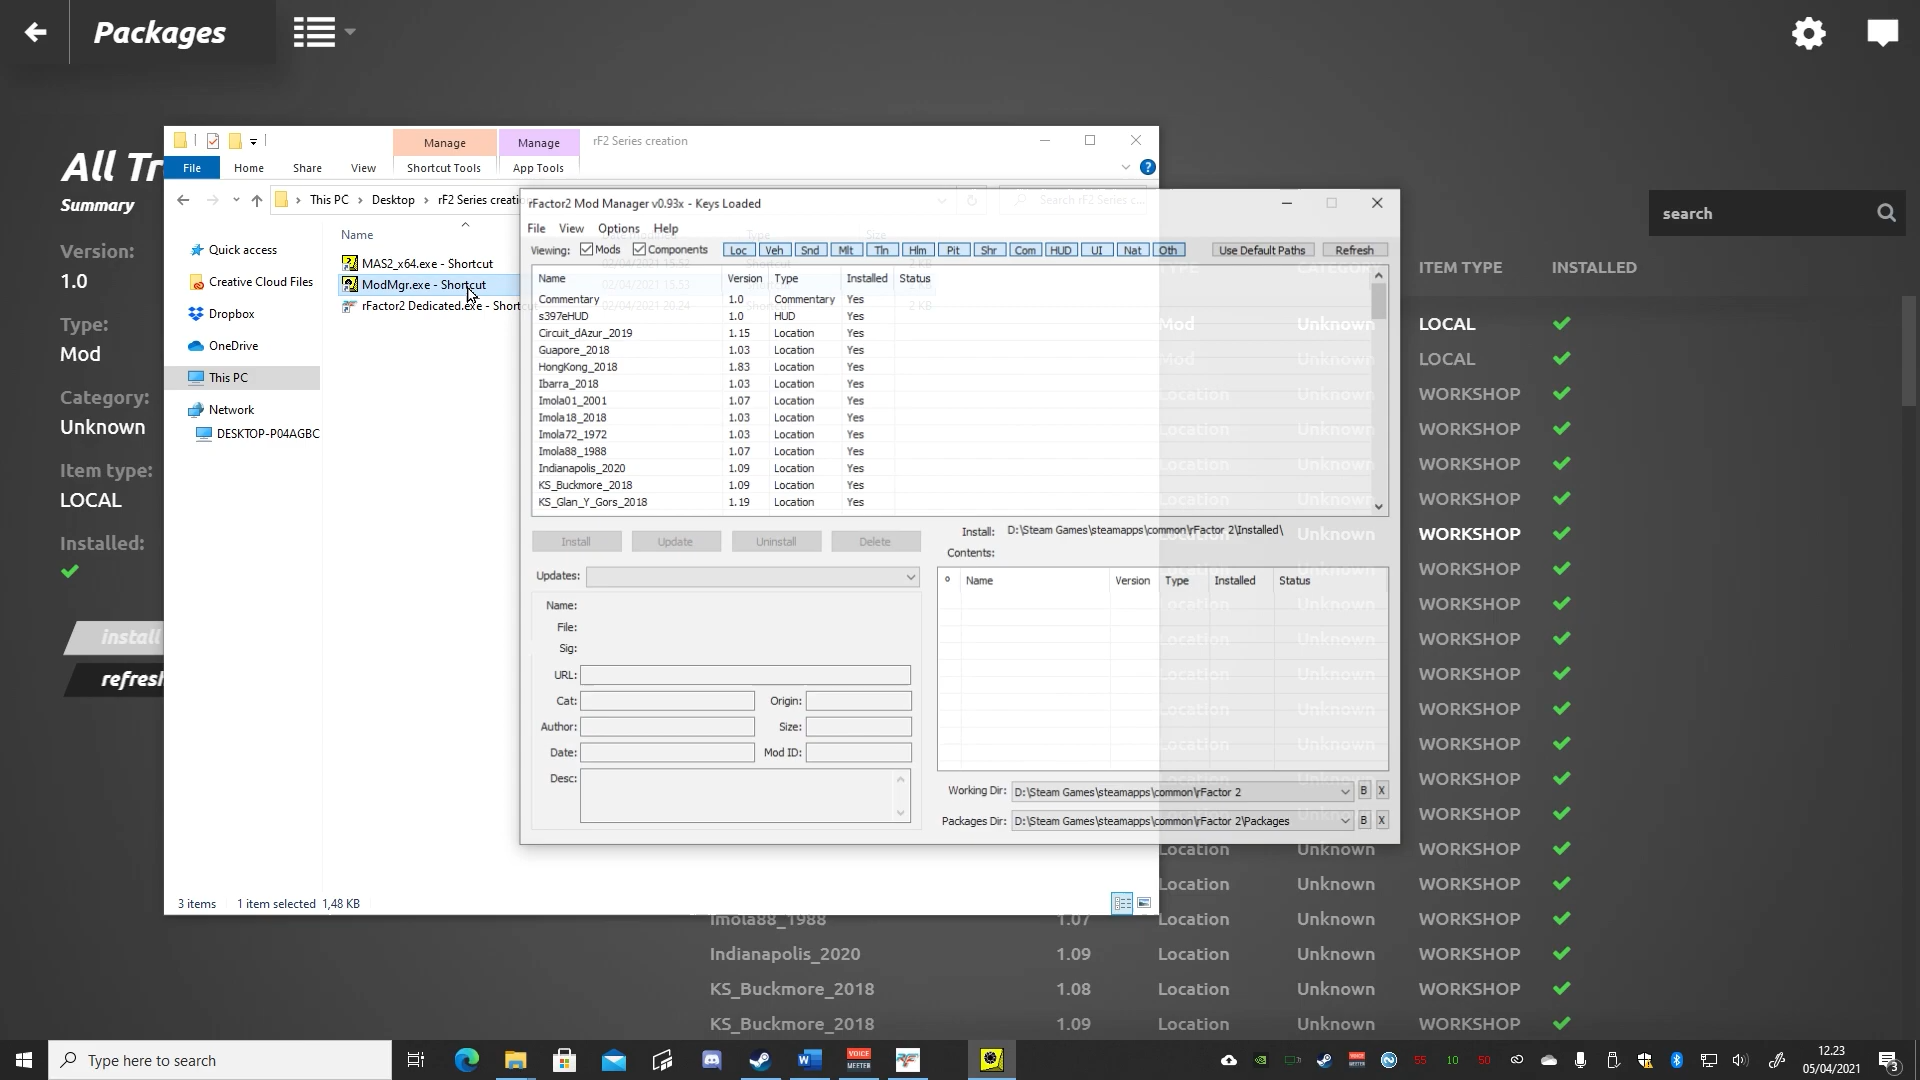 Packages
All Tr
Summary
Version:
1.0
Type:
Mod
Category:
Unknown
Item type:
LOCAL
Installed:
install
refresh
search
ITEM TYPE INSTALLED
Mod Unknown LOCAL
LOCAL
WORKSHOP
WORKSHOP
WORKSHOP
WORKSHOP
WORKSHOP
WORKSHOP
WORKSHOP
WORKSHOP
WORKSHOP
WORKSHOP
WORKSHOP
WORKSHOP
WORKSHOP
Location Unknown WORKSHOP
Location Unknown WORKSHOP
Imola88_1988 1.07 Location Unknown WORKSHOP
Indianapolis_2020 1.09 Location Unknown WORKSHOP
KS_Buckmore_2018 1.08 Location Unknown WORKSHOP
KS_Buckmore_2018 1.09 Location Unknown WORKSHOP
Manage Manage rF2 Series creation
File Home Share View Shortcut Tools App Tools
This PC Desktop rF2 Series creation
Name
Quick access
Creative Cloud Files
Dropbox
OneDrive
This PC
Network
DESKTOP-P04AGBC
MAS2_x64.exe - Shortcut
ModMgr.exe - Shortcut
rFactor2 Dedicated.exe - Shortcut
3 items 1 item selected 1,48 KB
rFactor2 Mod Manager v0.93x - Keys Loaded
File View Options Help
Viewing: Mods Components Loc Veh Snd Mlt Tln Hlm Pit Shr Com HUD UI Nat Oth Use Default Paths Refresh
Name Version Type Installed Status
Commentary 1.0 Commentary Yes
s397eHUD 1.0 HUD Yes
Circuit_dAzur_2019 1.15 Location Yes
Guapore_2018 1.03 Location Yes
HongKong_2018 1.83 Location Yes
Ibarra_2018 1.03 Location Yes
Imola01_2001 1.07 Location Yes
Imola18_2018 1.03 Location Yes
Imola72_1972 1.03 Location Yes
Imola88_1988 1.07 Location Yes
Indianapolis_2020 1.09 Location Yes
KS_Buckmore_2018 1.09 Location Yes
KS_Glan_Y_Gors_2018 1.19 Location Yes
Install Update Uninstall Delete
Install: D:\Steam Games\steamapps\common\rFactor 2\Installed\
Contents:
Updates:
Name Version Type Installed Status
Name:
File:
Sig:
URL:
Cat: Origin:
Author: Size:
Date: Mod ID:
Desc:
Working Dir: D:\Steam Games\steamapps\common\rFactor 2 B X
Packages Dir: D:\Steam Games\steamapps\common\rFactor 2\Packages B X
Type here to search
VOICE MEETER
55 10 50
12.23
05/04/2021
3